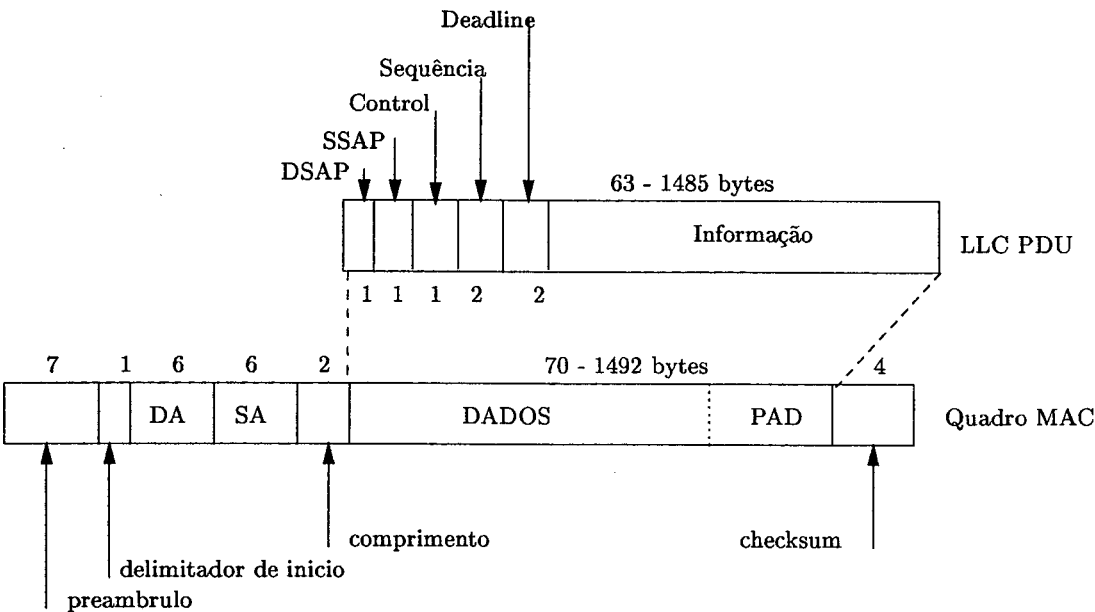 Deadline
Sequência
Control
SSAP
DSAP
63 - 1485 bytes
Informação
LLC PDU
1 1 1 2 2
7 1 6 6 2 70 - 1492 bytes 4
DA SA DADOS PAD Quadro MAC
comprimento checksum
delimitador de inicio
preambrulo